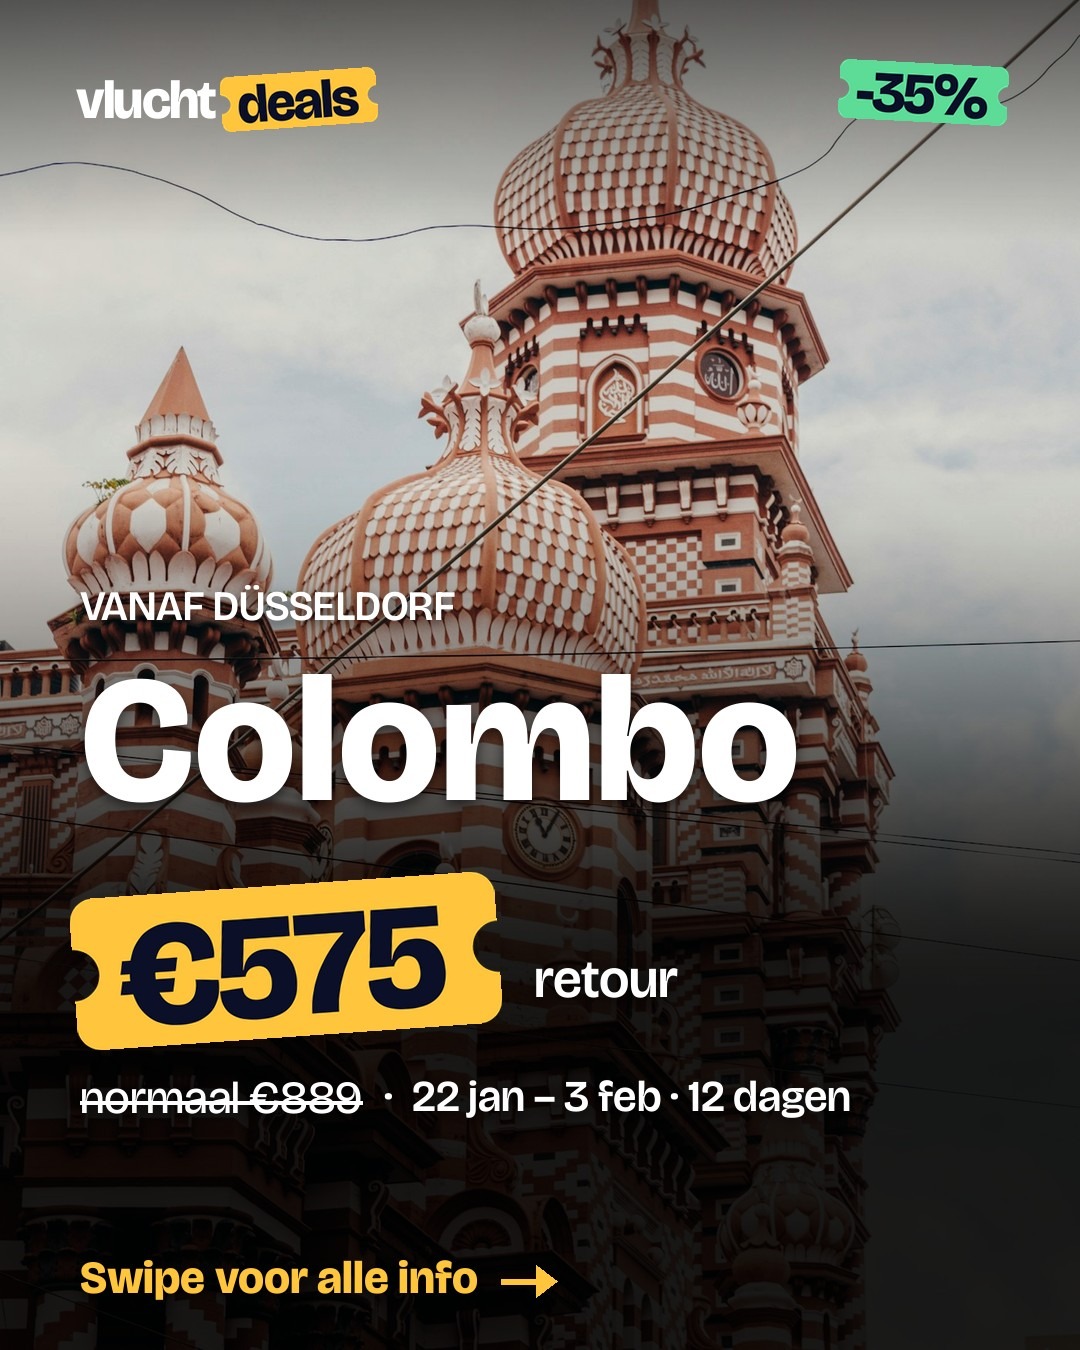 vlucht deals
-35%
الله
VANAF DÜSSELDORF
Colombo
€575 retour
normaal €889 · 22 jan – 3 feb · 12 dagen
Swipe voor alle info →